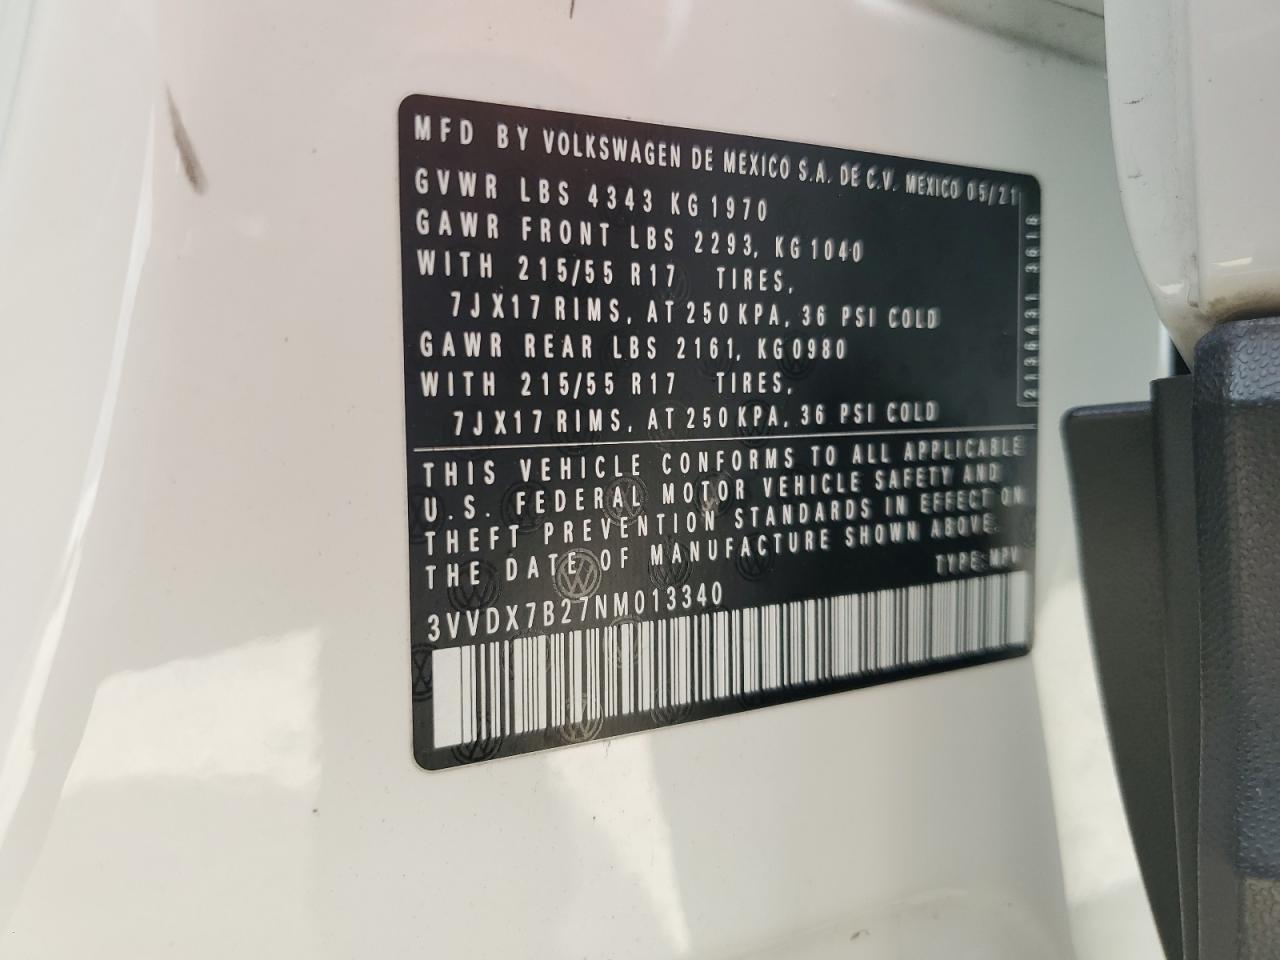 MFD BY VOLKSWAGEN DE MEXICO S.A. DE C.V. MEXICO 05/21
GVWR LBS 4343 KG 1970
GAWR FRONT LBS 2293, KG 1040
WITH 215/55 R17 TIRES,
7JX17 RIMS, AT 250 KPA, 36 PSI COLD
GAWR REAR LBS 2161, KG 0980
WITH 215/55 R17 TIRES,
7JX17 RIMS, AT 250 KPA, 36 PSI COLD
THIS VEHICLE CONFORMS TO ALL APPLICABLE
U.S. FEDERAL MOTOR VEHICLE SAFETY AND
THEFT PREVENTION STANDARDS IN EFFECT ON
THE DATE OF MANUFACTURE SHOWN ABOVE.
TYPE: MPV
3VVDX7B27NM013340